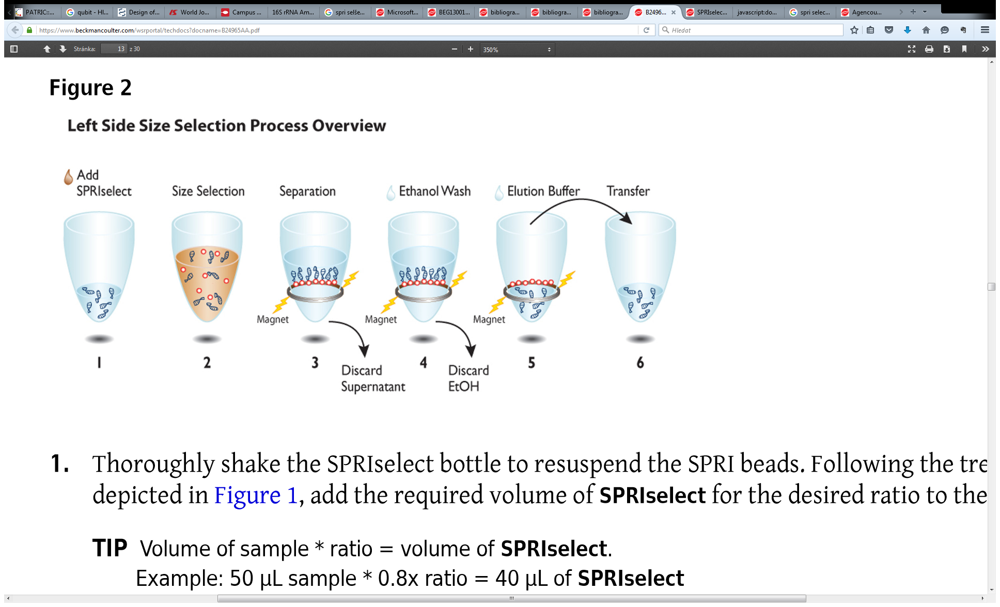 PATRIC::...
qubit - Hl...
Design of...
World Jo...
Campus ...
16S rRNA Am...
spri selše...
Microsoft...
BEG13001...
bibliogra...
bibliogra...
bibliogra...
B2496...
SPRIselec...
javascript:do...
spri selec...
Agencou...
https://www.beckmancoulter.com/wsrportal/techdocs?docname=B24965AA.pdf
Hledat
Stránka: 13 z 30
350%
Figure 2
Left Side Size Selection Process Overview
Add
SPRIselect
Size Selection
Separation
Ethanol Wash
Elution Buffer
Transfer
Magnet
Magnet
Magnet
1
2
3
4
5
6
Discard
Supernatant
Discard
EtOH
1. Thoroughly shake the SPRIselect bottle to resuspend the SPRI beads. Following the tre
depicted in Figure 1, add the required volume of SPRIselect for the desired ratio to the
TIP Volume of sample * ratio = volume of SPRIselect.
Example: 50 µL sample * 0.8x ratio = 40 µL of SPRIselect